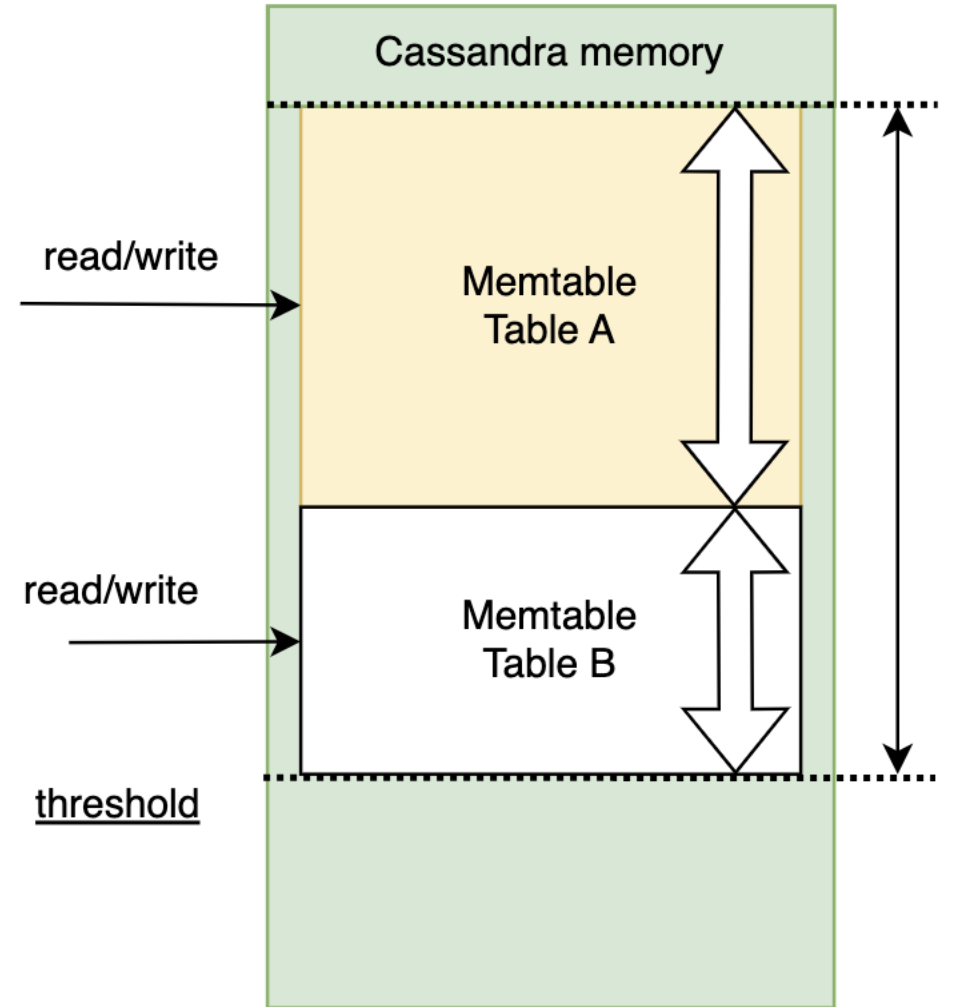 Cassandra memory
read/write
Memtable
Table A
read/write
Memtable
Table B
threshold